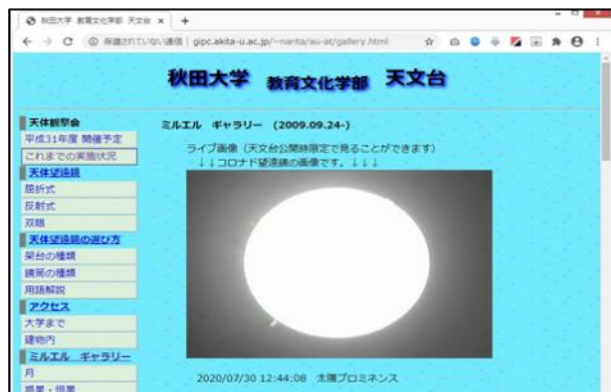 秋田大学 教育文化学部 天文台
保護されていない通信 | gipc.akita-u.ac.jp/~narita/au-at/gallery.html
秋田大学 教育文化学部 天文台
天体観察会
平成31年度 開催予定
これまでの実施状況
天体望遠鏡
屈折式
反射式
双眼
天体望遠鏡の選び方
架台の種類
鏡筒の種類
用語解説
アクセス
大学まで
建物内
ミルエル ギャラリー
月
惑星・恒星
ミルエル ギャラリー (2009.09.24-)
ライブ画像(天文台公開時限定で見ることができます)
↓↓コロナド望遠鏡の画像です。↓↓↓
2020/07/30 12:44:08 太陽プロミネンス